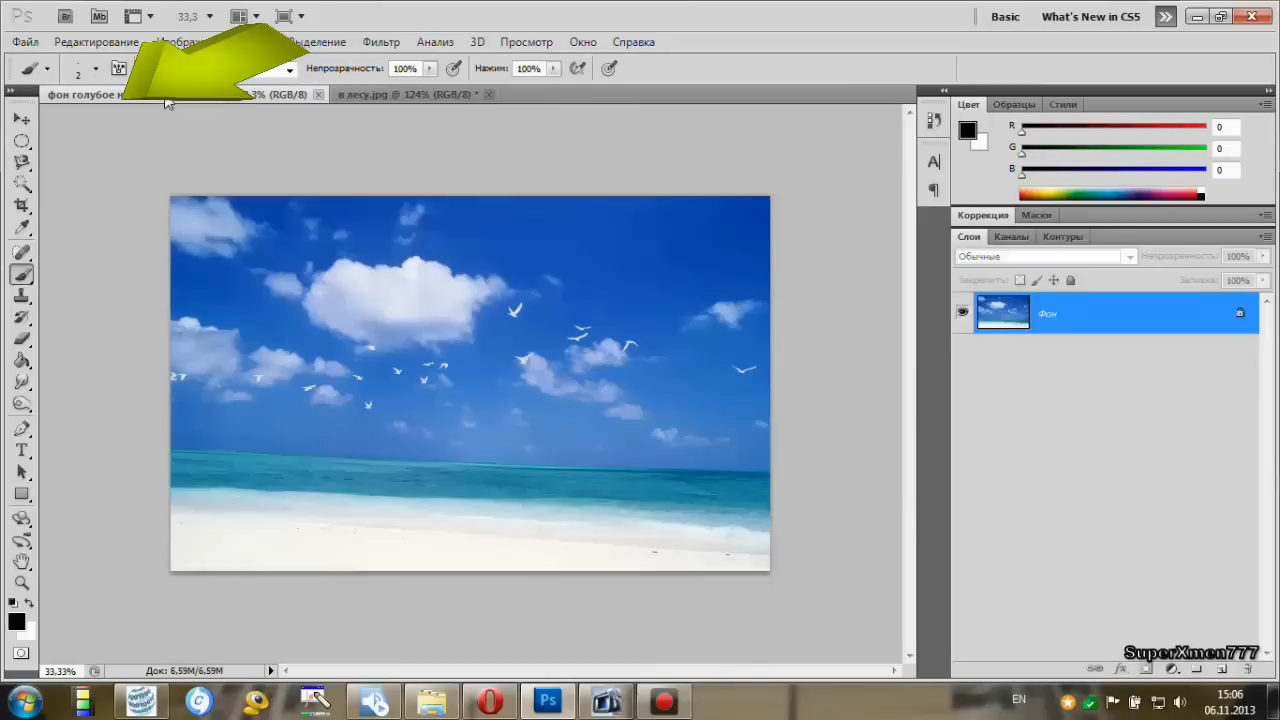 Ps Br Mb 33,3 Basic What's New in CS5
Файл Редактирование Выделение Фильтр Анализ 3D Просмотр Окно Справка
2 Непрозрачность: 100% Нажим: 100%
фон голубое 3% (RGB/8) в лесу.jpg @ 124% (RGB/8) *
Цвет Образцы Стили
R 0
G 0
B 0
Коррекция Маски
Слои Каналы Контуры
Обычные Непрозрачность: 100%
Закрепить: Заливка: 100%
Фон
SuperXmen777
33,33% Док: 6,59M/6,59M
Ps EN 15:06
06.11.2013